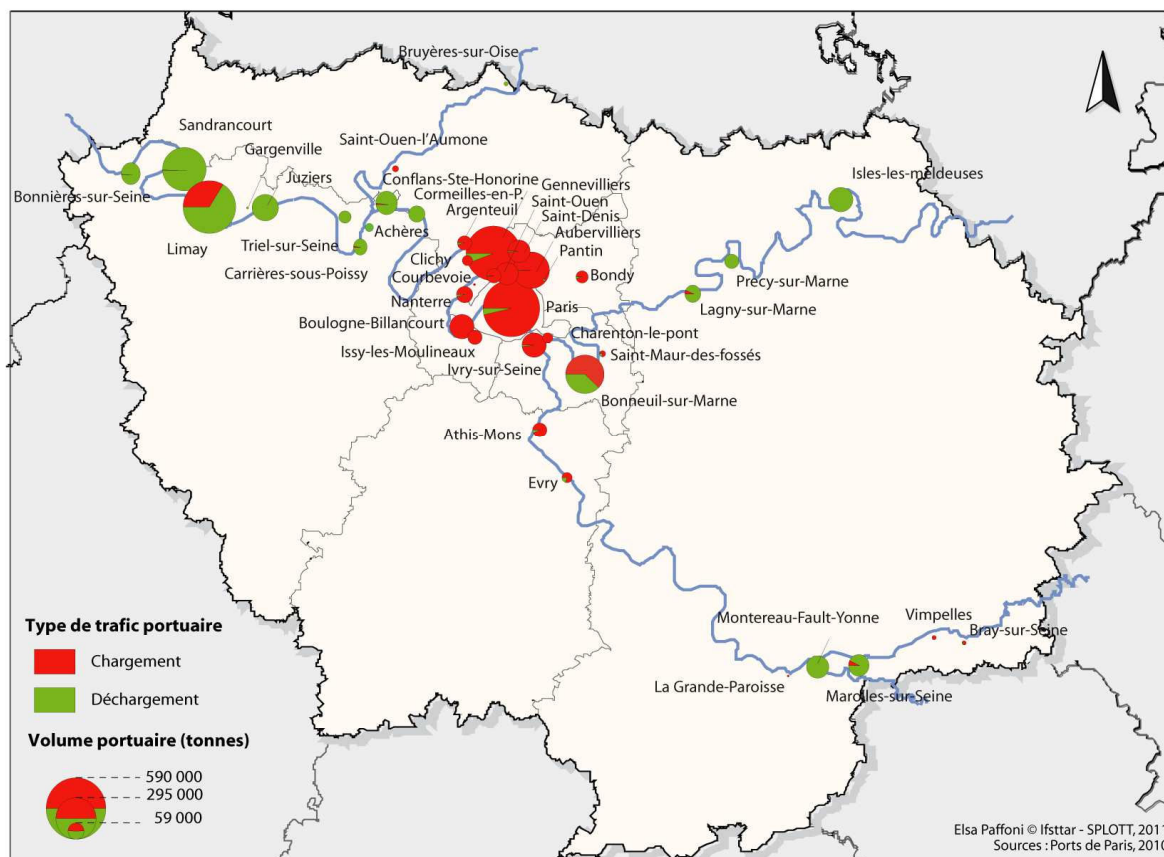 Bruyères-sur-Oise
Sandrancourt
Gargenville
Saint-Ouen-l'Aumone
Juziers
Conflans-Ste-Honorine
Gennevilliers
Cormeilles-en-P.
Saint-Ouen
Argenteuil
Saint-Dénis
Isles-les-meldeuses
Bonnières-sur-Seine
Aubervilliers
Achères
Limay
Triel-sur-Seine
Clichy
Pantin
Carrières-sous-Poissy
Courbevoie
Bondy
Précy-sur-Marne
Nanterre
Paris
Lagny-sur-Marne
Boulogne-Billancourt
Charenton-le-pont
Issy-les-Moulineaux
Saint-Maur-des-fossés
Ivry-sur-Seine
Bonneuil-sur-Marne
Athis-Mons
Evry
Montereau-Fault-Yonne
Vimpelles
Bray-sur-Seine
La Grande-Paroisse
Marolles-sur-Seine
Type de trafic portuaire
Chargement
Déchargement
Volume portuaire (tonnes)
590 000
295 000
59 000
Elsa Paffoni © Ifsttar - SPLOTT, 2011
Sources : Ports de Paris, 2010